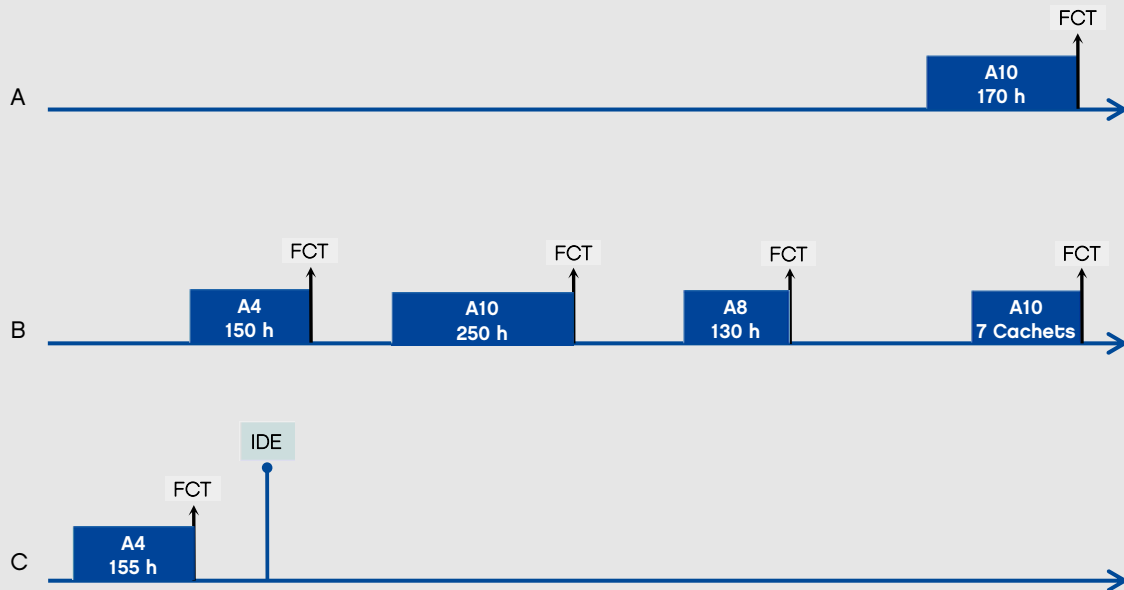 FCT
A10
170 h
A
FCT
FCT
FCT
FCT
A4
150 h
A10
250 h
A8
130 h
A10
7 Cachets
B
IDE
FCT
A4
155 h
C